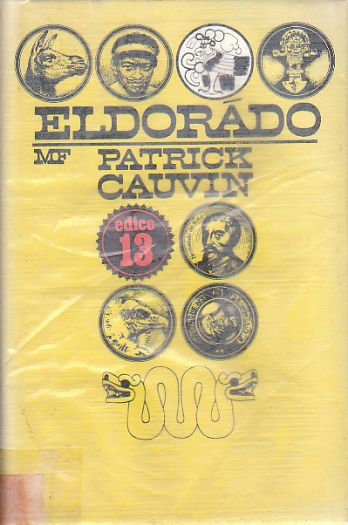 ELDORÁDO
MF PATRICK
CAUVIN
edice
13